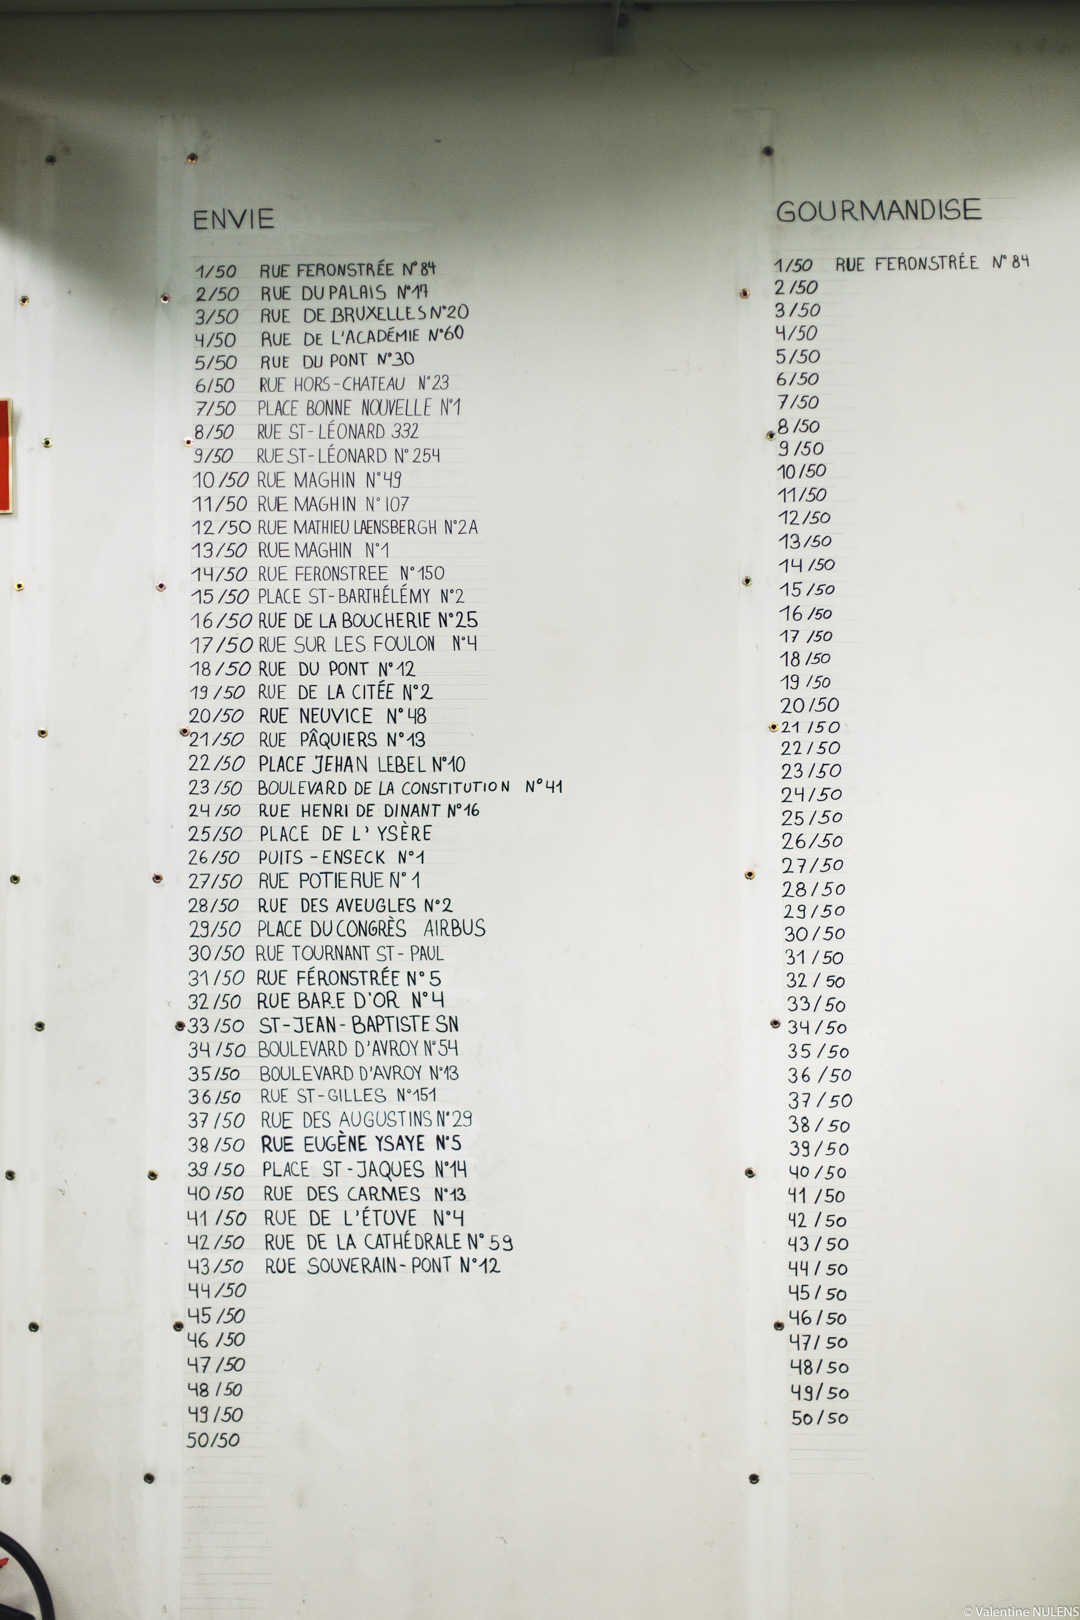 ENVIE
1/50 RUE FERONSTRÉE N°84
2/50 RUE DU PALAIS N°17
3/50 RUE DE BRUXELLES N°20
4/50 RUE DE L'ACADÉMIE N°60
5/50 RUE DU PONT N°30
6/50 RUE HORS-CHATEAU N°23
7/50 PLACE BONNE NOUVELLE N°1
8/50 RUE ST-LÉONARD 332
9/50 RUE ST-LÉONARD N°254
10/50 RUE MAGHIN N°49
11/50 RUE MAGHIN N°107
12/50 RUE MATHIEU LAENSBERGH N°2A
13/50 RUE MAGHIN N°1
14/50 RUE FERONSTREE N°150
15/50 PLACE ST-BARTHÉLÉMY N°2
16/50 RUE DE LA BOUCHERIE N°25
17/50 RUE SUR LES FOULON N°4
18/50 RUE DU PONT N°12
19/50 RUE DE LA CITÉE N°2
20/50 RUE NEUVICE N°48
21/50 RUE PÂQUIERS N°13
22/50 PLACE JEHAN LEBEL N°10
23/50 BOULEVARD DE LA CONSTITUTION N°41
24/50 RUE HENRI DE DINANT N°16
25/50 PLACE DE L'YSÈRE
26/50 PUITS-ENSECK N°1
27/50 RUE POTIERUE N°1
28/50 RUE DES AVEUGLES N°2
29/50 PLACE DU CONGRÈS AIRBUS
30/50 RUE TOURNANT ST-PAUL
31/50 RUE FÉRONSTRÉE N°5
32/50 RUE BARE D'OR N°4
33/50 ST-JEAN-BAPTISTE SN
34/50 BOULEVARD D'AVROY N°54
35/50 BOULEVARD D'AVROY N°13
36/50 RUE ST-GILLES N°151
37/50 RUE DES AUGUSTINS N°29
38/50 RUE EUGÈNE YSAYE N°5
39/50 PLACE ST-JAQUES N°14
40/50 RUE DES CARMES N°13
41/50 RUE DE L'ÉTUVE N°4
42/50 RUE DE LA CATHÉDRALE N°59
43/50 RUE SOUVERAIN-PONT N°12
44/50
45/50
46/50
47/50
48/50
49/50
50/50
GOURMANDISE
1/50 RUE FERONSTRÉE N°84
2/50
3/50
4/50
5/50
6/50
7/50
8/50
9/50
10/50
11/50
12/50
13/50
14/50
15/50
16/50
17/50
18/50
19/50
20/50
21/50
22/50
23/50
24/50
25/50
26/50
27/50
28/50
29/50
30/50
31/50
32/50
33/50
34/50
35/50
36/50
37/50
38/50
39/50
40/50
41/50
42/50
43/50
44/50
45/50
46/50
47/50
48/50
49/50
50/50
© Valentine NULENS